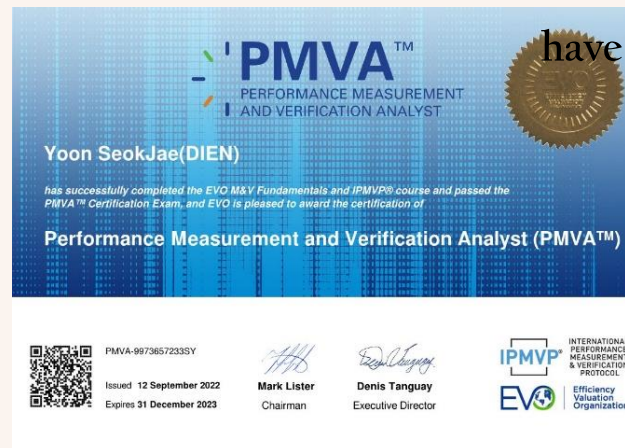 PMVA™
PERFORMANCE MEASUREMENT
AND VERIFICATION ANALYST
have
EVO
Yoon SeokJae(DIEN)
has successfully completed the EVO M&V Fundamentals and IPMVP® course and passed the
PMVA™ Certification Exam, and EVO is pleased to award the certification of
Performance Measurement and Verification Analyst (PMVA™)
PMVA-9973657233SY
Issued 12 September 2022
Expires 31 December 2023
Mark Lister
Chairman
Denis Tanguay
Executive Director
IPMVP®
INTERNATIONA
PERFORMANCE
MEASUREMENT
& VERIFICATION
PROTOCOL
EVO
Efficiency
Valuation
Organization